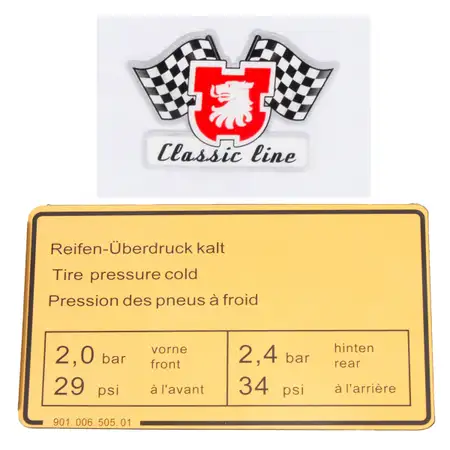 Classic line
Reifen-Überdruck kalt
Tire pressure cold
Pression des pneus à froid
2,0 bar vorne
front
29 psi à l'avant
2,4 bar hinten
rear
34 psi à l'arrière
901.006.505.01